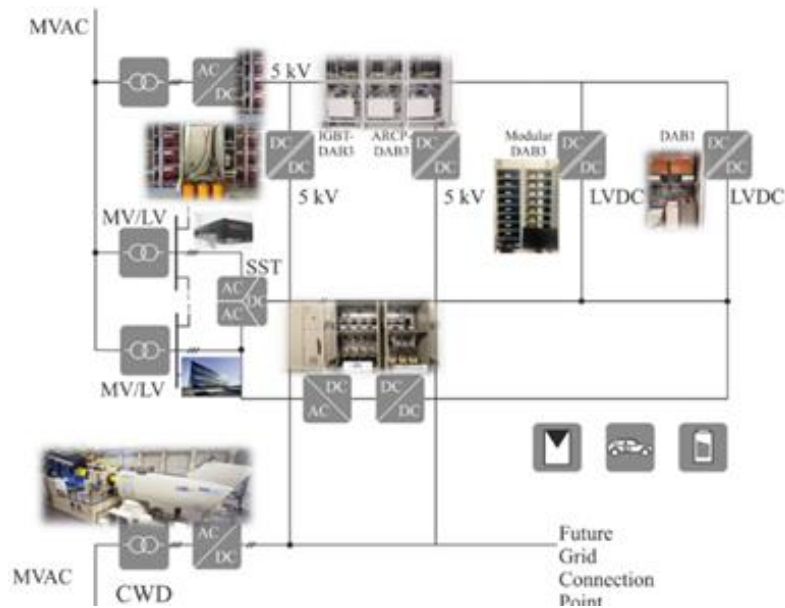 MVAC
AC
DC
5 kV
IGBT-
DAB3
ARCP-
DAB3
Modular
DAB3
DAB1
DC
DC
DC
DC
DC
DC
DC
DC
5 kV
5 kV
LVDC
LVDC
MV/LV
SST
AC
DC
AC
MV/LV
DC
AC
DC
DC
AC
DC
MVAC
CWD
Future
Grid
Connection
Point